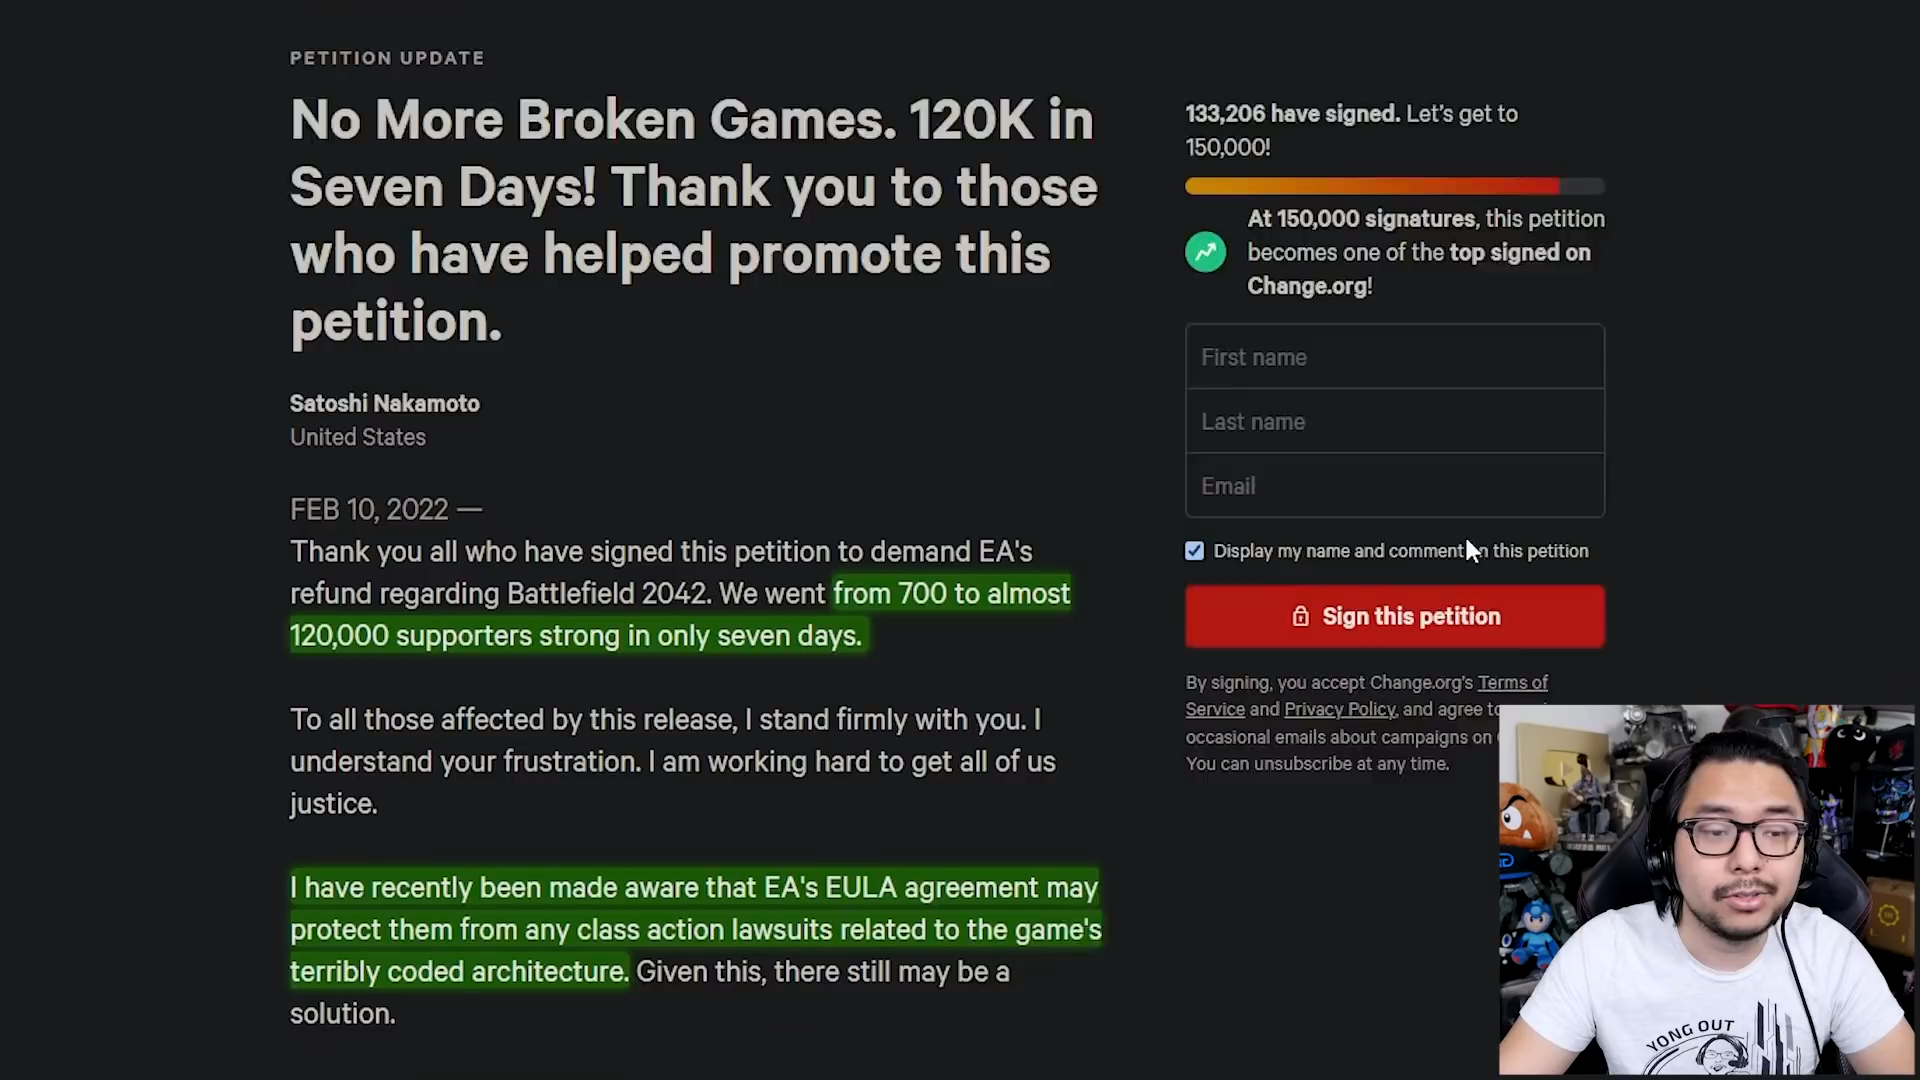 PETITION UPDATE
No More Broken Games. 120K in
Seven Days! Thank you to those
who have helped promote this
petition.
Satoshi Nakamoto
United States
FEB 10, 2022 —
Thank you all who have signed this petition to demand EA's
refund regarding Battlefield 2042. We went from 700 to almost
120,000 supporters strong in only seven days.
To all those affected by this release, I stand firmly with you. I
understand your frustration. I am working hard to get all of us
justice.
I have recently been made aware that EA's EULA agreement may
protect them from any class action lawsuits related to the game's
terribly coded architecture. Given this, there still may be a
solution.
133,206 have signed. Let's get to
150,000!
At 150,000 signatures, this petition
becomes one of the top signed on
Change.org!
First name
Last name
Email
Display my name and comment on this petition
Sign this petition
By signing, you accept Change.org's Terms of
Service and Privacy Policy, and agree to
occasional emails about campaigns on
You can unsubscribe at any time.
YONG OUT